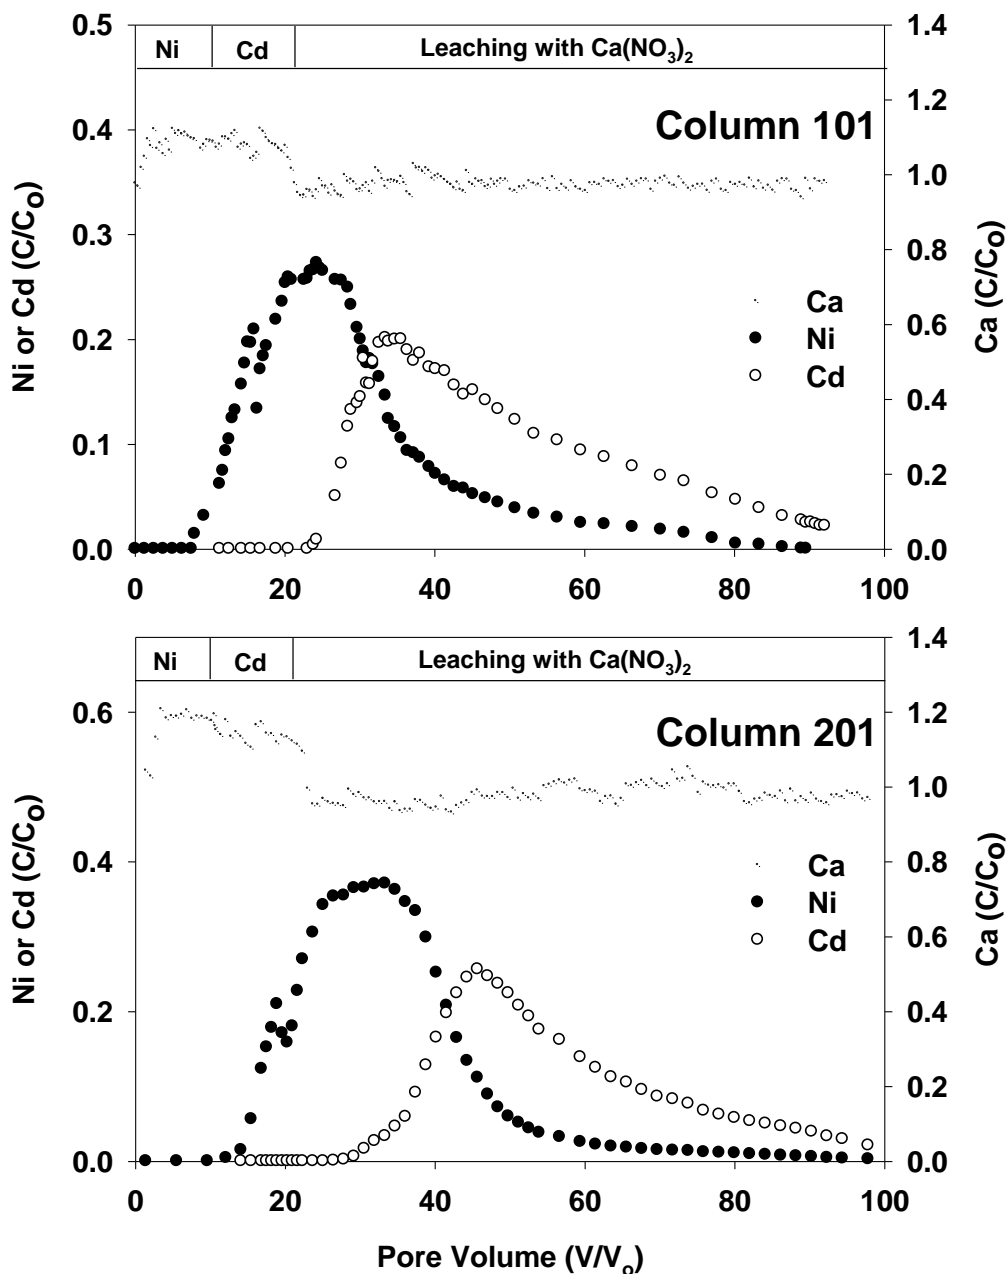 0.5
1.4
Ni
Cd
Leaching with Ca(NO3)2
1.2
0.4
Column 101
1.0
0.3
0.8
Ni or Cd (C/Co)
Ca (C/Co)
Ca
Ni
Cd
0.2
0.6
0.4
0.1
0.2
0.0
0.0
0 20 40 60 80 100
1.4
Ni
Cd
Leaching with Ca(NO3)2
0.6
1.2
Column 201
1.0
0.4
0.8
Ni or Cd (C/Co)
Ca (C/Co)
Ca
Ni
Cd
0.6
0.2
0.4
0.2
0.0
0.0
0 20 40 60 80 100
Pore Volume (V/Vo)